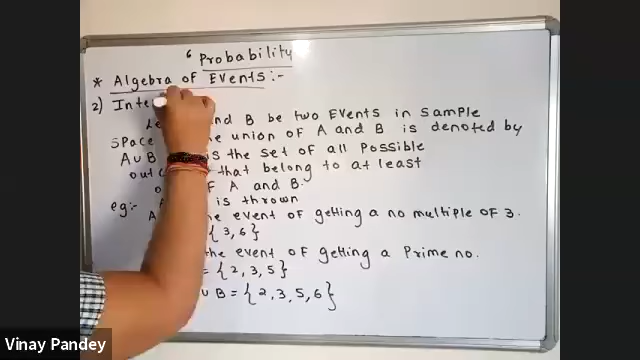 Probability
* Algebra of Events :-
2) Inte
nd B be two Events in sample
Space he union of A and B is denoted by
A∪B is the set of all possible
that belong to at least
of A and B.
eg:- is thrown
A the event of getting a no multiple of 3.
{3,6}
the event of getting a Prime no.
= {2,3,5}
∪ B = {2,3,5,6}
Vinay Pandey